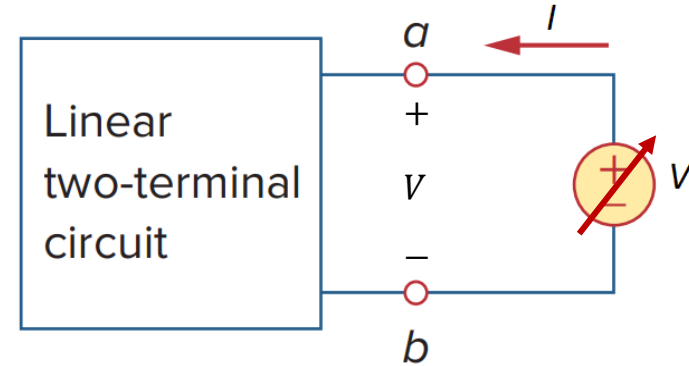 I
a
Linear
two-terminal
circuit
+
V
−
+
−
V
b